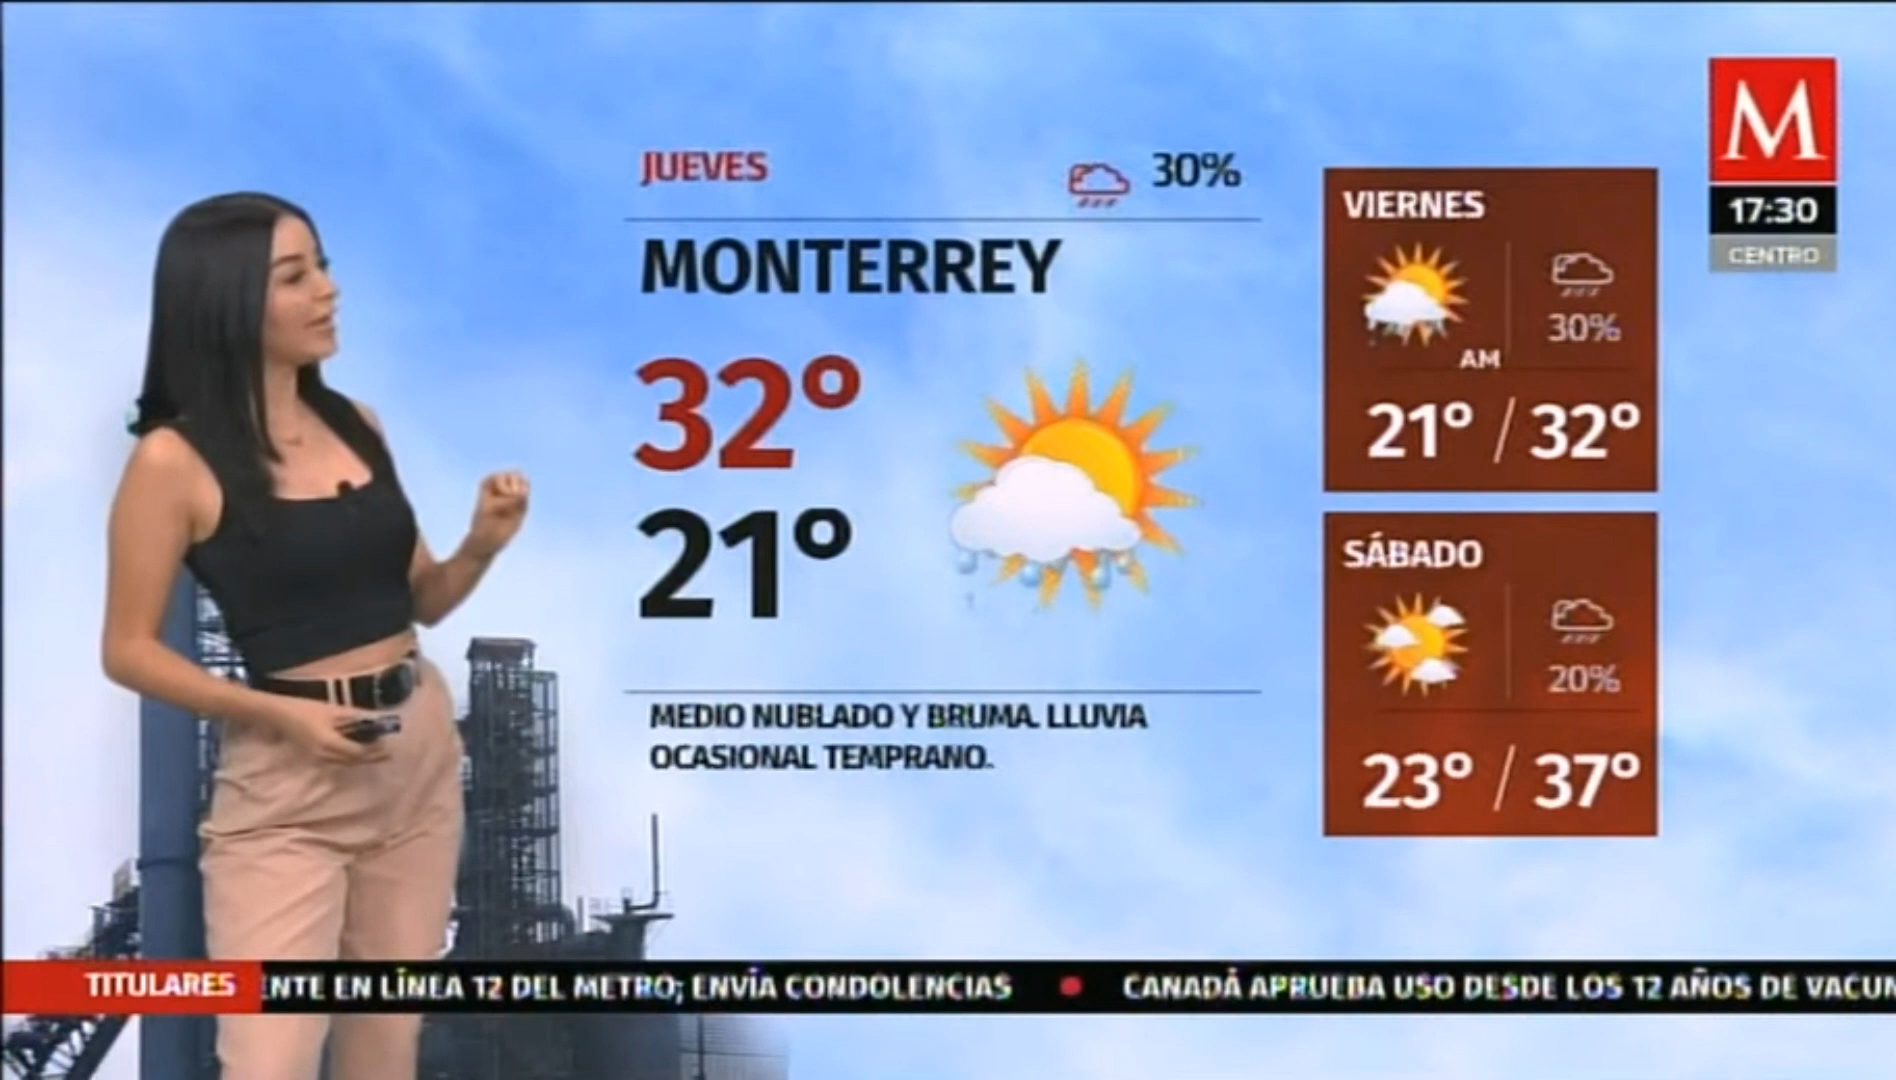 JUEVES 30%
MONTERREY
32°
21°
MEDIO NUBLADO Y BRUMA. LLUVIA
OCASIONAL TEMPRANO.
VIERNES
30%
AM
21° / 32°
SÁBADO
20%
23° / 37°
M
17:30
CENTRO
TITULARES ENTE EN LÍNEA 12 DEL METRO; ENVÍA CONDOLENCIAS • CANADÁ APRUEBA USO DESDE LOS 12 AÑOS DE VACUN